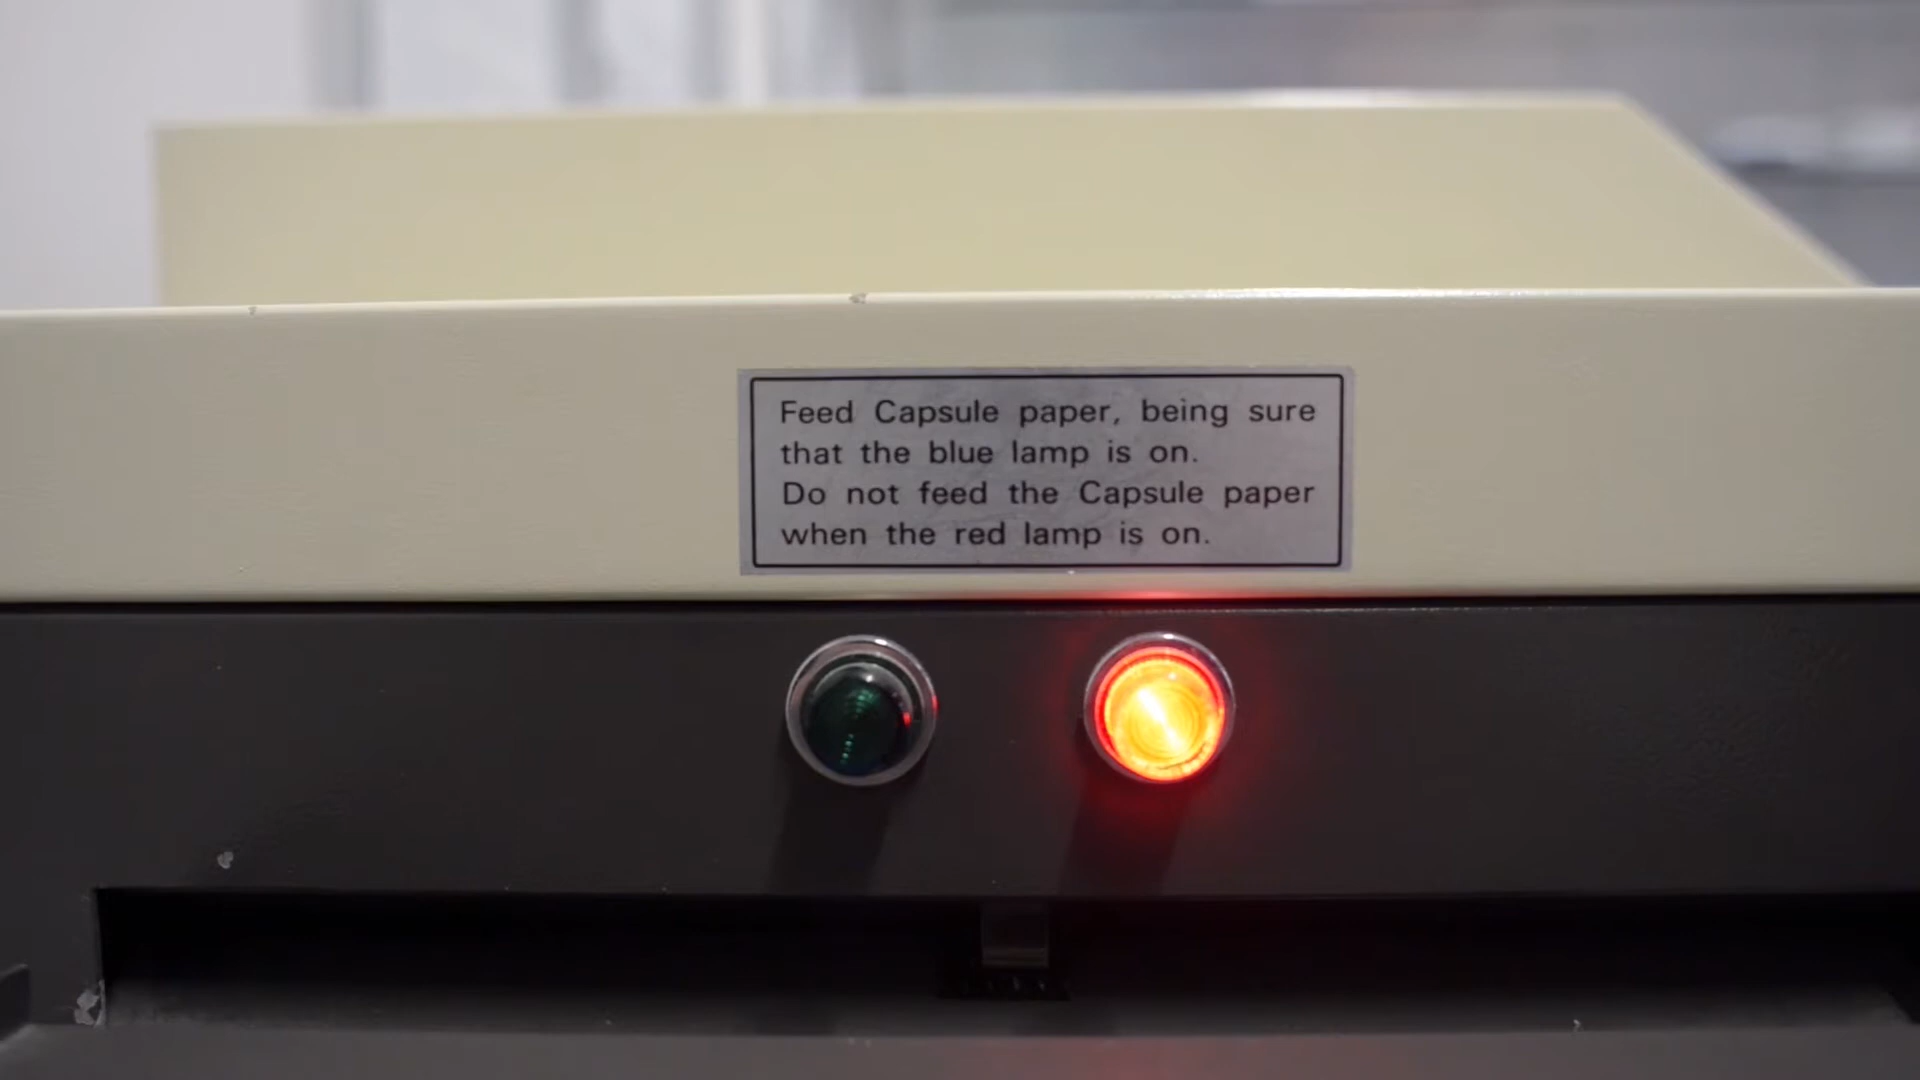 Feed Capsule paper, being sure
that the blue lamp is on.
Do not feed the Capsule paper
when the red lamp is on.